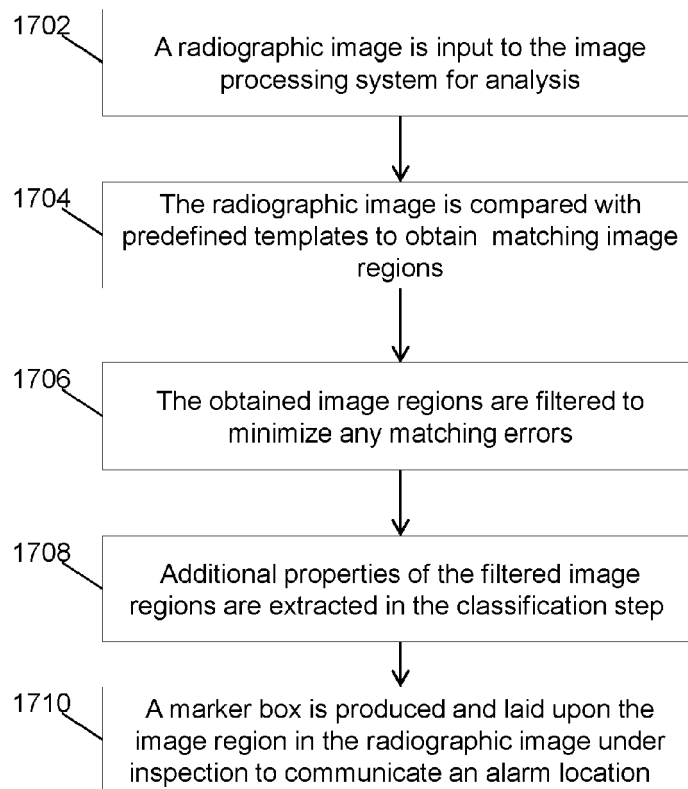 1702
A radiographic image is input to the image
processing system for analysis
1704
The radiographic image is compared with
predefined templates to obtain matching image
regions
1706
The obtained image regions are filtered to
minimize any matching errors
1708
Additional properties of the filtered image
regions are extracted in the classification step
1710
A marker box is produced and laid upon the
image region in the radiographic image under
inspection to communicate an alarm location